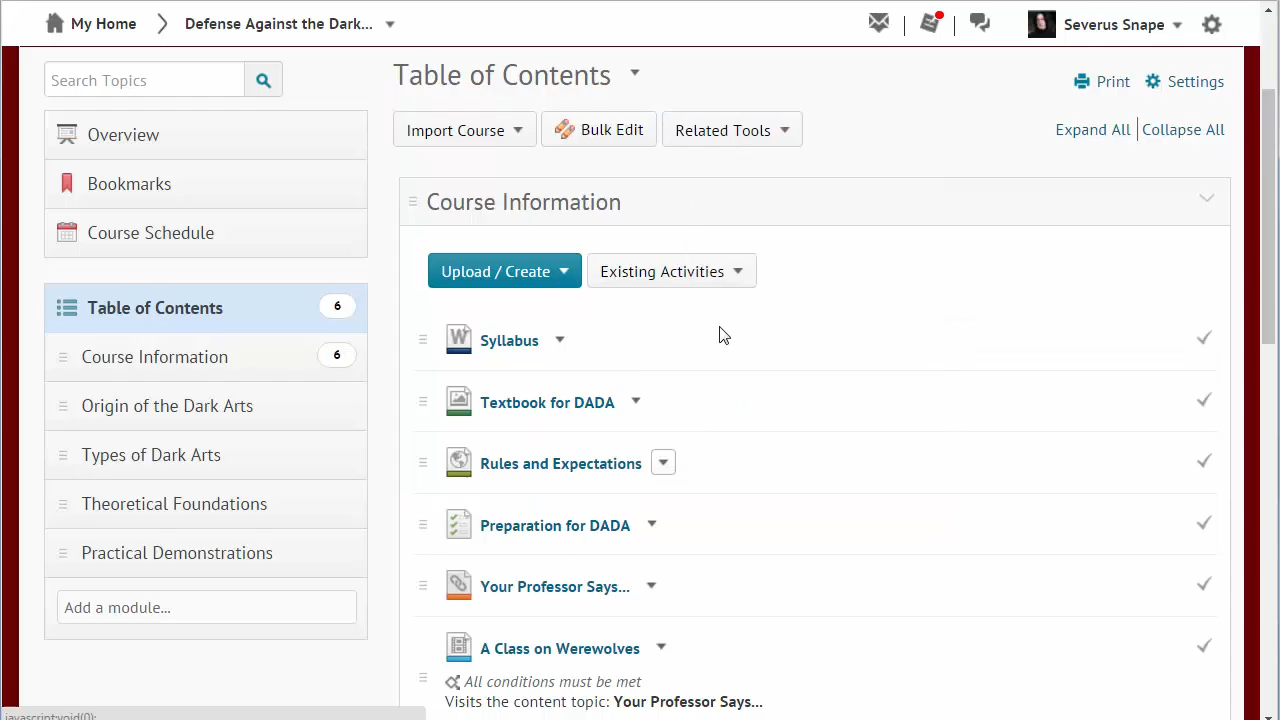 My Home
Defense Against the Dark...
Severus Snape
Search Topics
Overview
Bookmarks
Course Schedule
Table of Contents 6
Course Information 6
Origin of the Dark Arts
Types of Dark Arts
Theoretical Foundations
Practical Demonstrations
Add a module...
Table of Contents
Print
Settings
Import Course
Bulk Edit
Related Tools
Expand All
Collapse All
Course Information
Upload / Create
Existing Activities
W
Syllabus
Textbook for DADA
Rules and Expectations
Preparation for DADA
Your Professor Says...
A Class on Werewolves
All conditions must be met
Visits the content topic: Your Professor Says...
javascript:void(0);